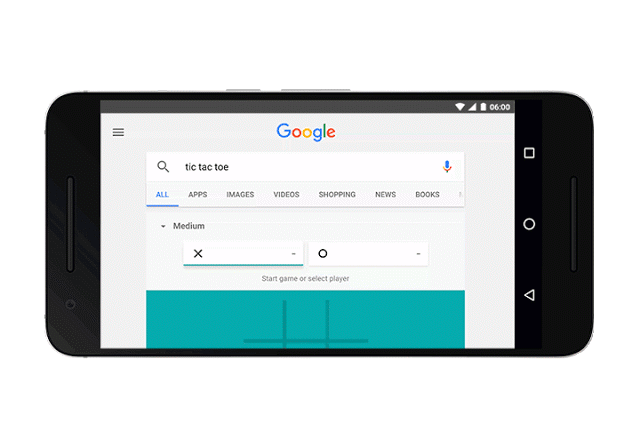 06:00
Google
tic tac toe
ALL APPS IMAGES VIDEOS SHOPPING NEWS BOOKS
Medium
X -
O -
Start game or select player